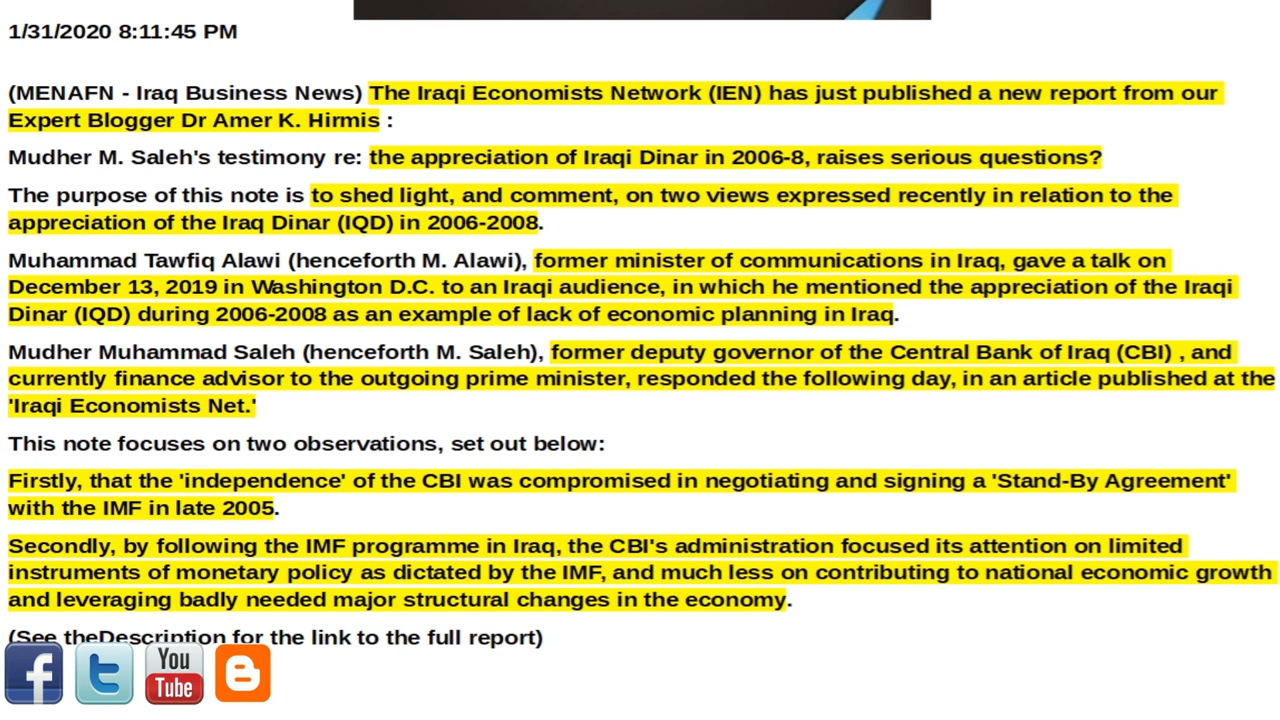 1/31/2020 8:11:45 PM
(MENAFN - Iraq Business News) The Iraqi Economists Network (IEN) has just published a new report from our
Expert Blogger Dr Amer K. Hirmis :
Mudher M. Saleh's testimony re: the appreciation of Iraqi Dinar in 2006-8, raises serious questions?
The purpose of this note is to shed light, and comment, on two views expressed recently in relation to the
appreciation of the Iraq Dinar (IQD) in 2006-2008.
Muhammad Tawfiq Alawi (henceforth M. Alawi), former minister of communications in Iraq, gave a talk on
December 13, 2019 in Washington D.C. to an Iraqi audience, in which he mentioned the appreciation of the Iraqi
Dinar (IQD) during 2006-2008 as an example of lack of economic planning in Iraq.
Mudher Muhammad Saleh (henceforth M. Saleh), former deputy governor of the Central Bank of Iraq (CBI) , and
currently finance advisor to the outgoing prime minister, responded the following day, in an article published at the
'Iraqi Economists Net.'
This note focuses on two observations, set out below:
Firstly, that the 'independence' of the CBI was compromised in negotiating and signing a 'Stand-By Agreement'
with the IMF in late 2005.
Secondly, by following the IMF programme in Iraq, the CBI's administration focused its attention on limited
instruments of monetary policy as dictated by the IMF, and much less on contributing to national economic growth
and leveraging badly needed major structural changes in the economy.
(See theDescription for the link to the full report)
You
Tube